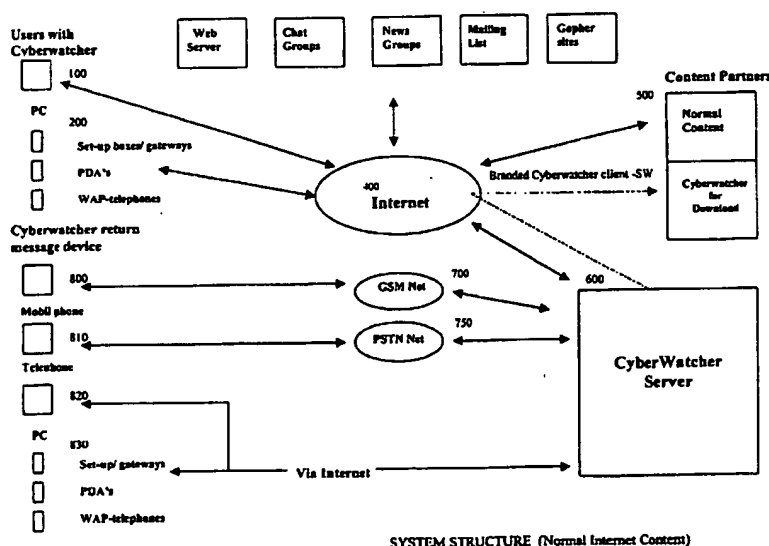 Users with
Cyberwatcher
100
PC
200
Set-up boxes/ gateways
PDA's
WAP-telephones
Web
Server
Chat
Groups
News
Groups
Mailing
List
Gopher
sites
Content Partners
500
Normal
Content
Cyberwatcher
for
Download
400
Internet
Branded Cyberwatcher client -SW
Cyberwatcher return
message device
800
Mobil phone
810
Telephone
820
PC
830
Set-up/ gateways
PDA's
WAP-telephones
GSM Net
700
PSTN Net
750
600
CyberWatcher
Server
Via Internet
SYSTEM STRUCTURE (Normal Internet Content)